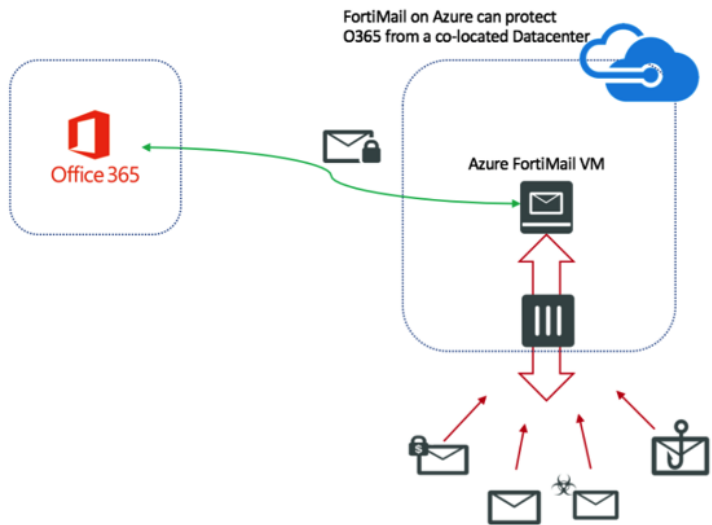 FortiMail on Azure can protect
O365 from a co-located Datacenter
Office 365
Azure FortiMail VM
$